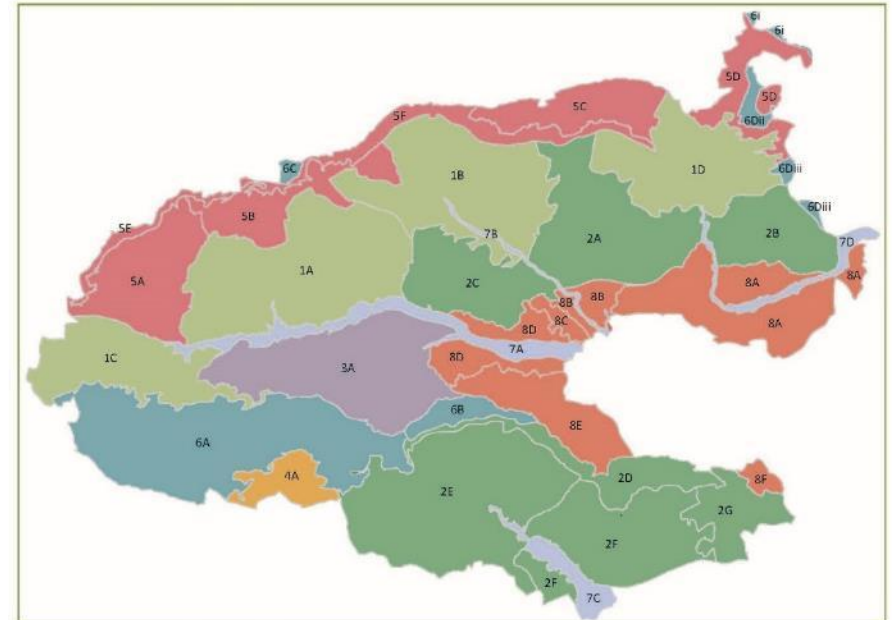 6i
6i
5D
5D
5C
5F
6Dii
6C
1B
1D
6Diii
5B
6Diii
5E
7B
2A
2B
7D
1A
5A
2C
8A
8A
8B
8B
8C
8D
8A
7A
1C
3A
8D
6B
8E
6A
4A
2D
8F
2E
2G
2F
2F
7C